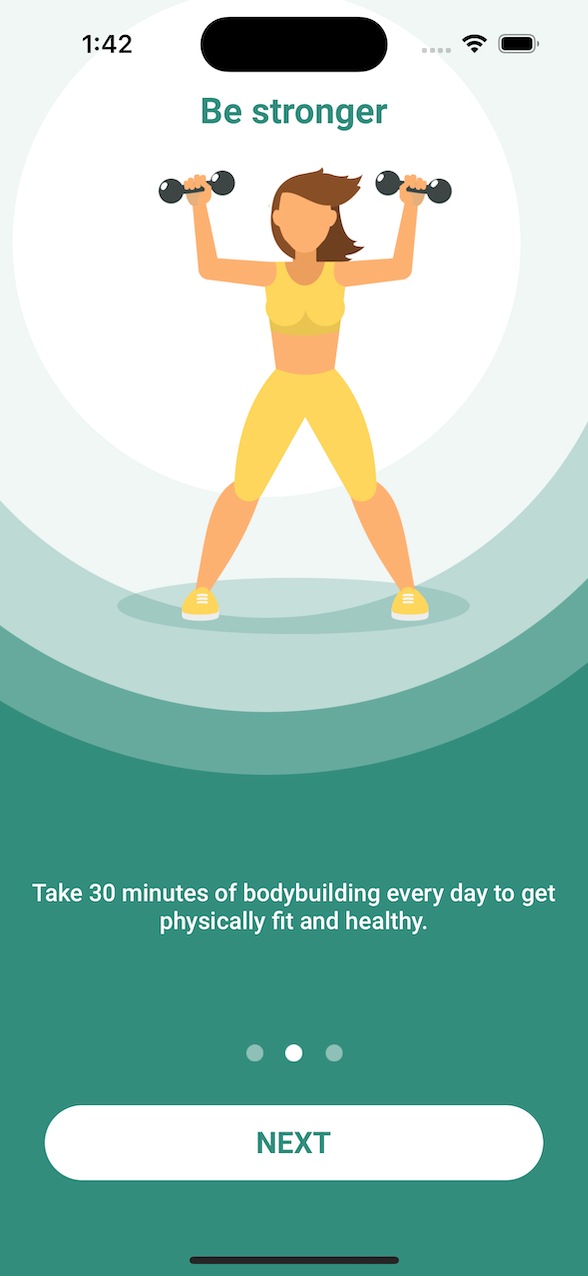 1:42
Be stronger
Take 30 minutes of bodybuilding every day to get
physically fit and healthy.
NEXT